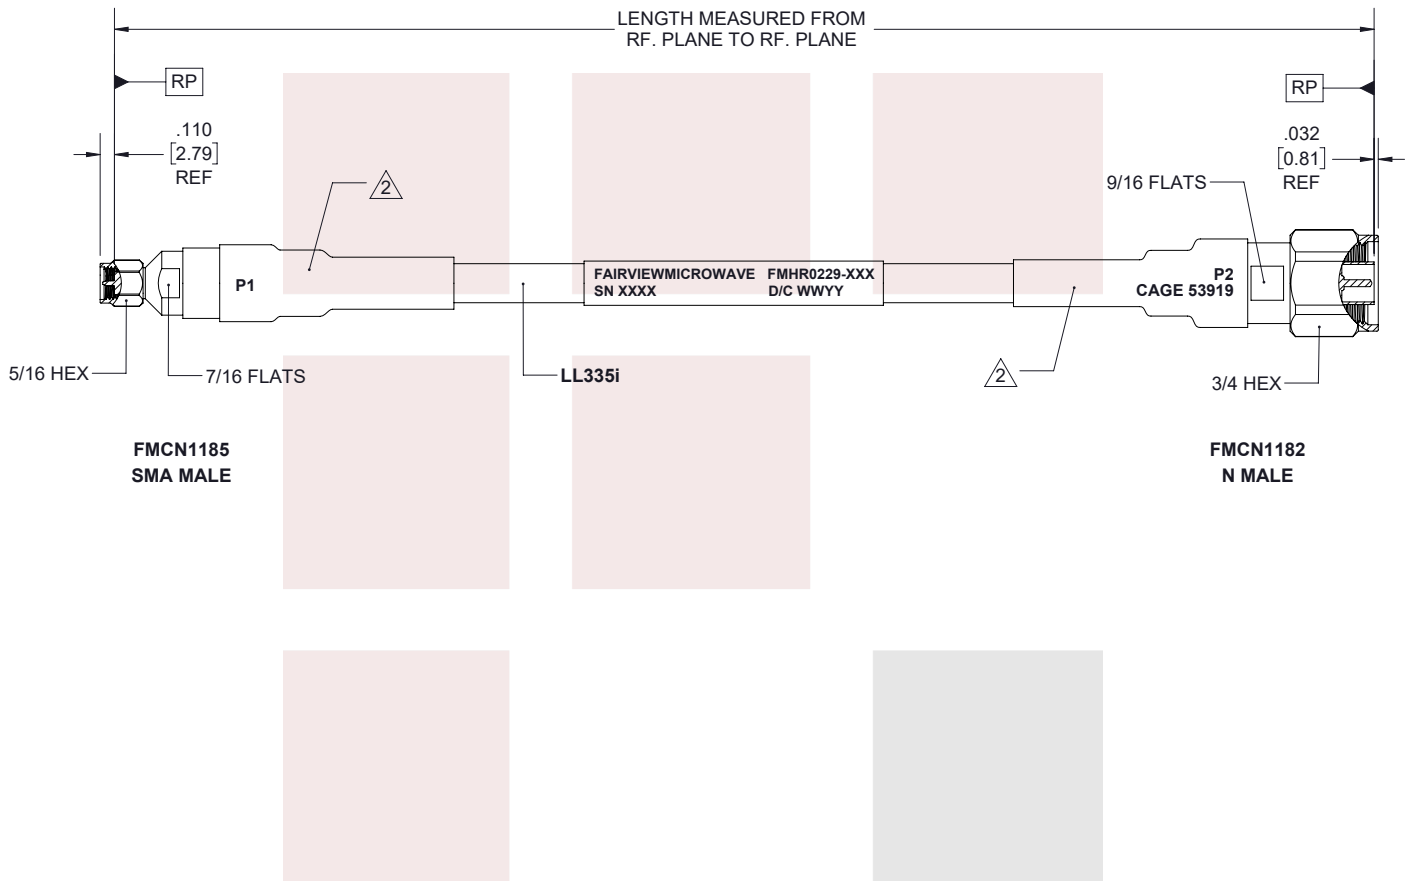 LENGTH MEASURED FROM
RF. PLANE TO RF. PLANE
RP
RP
.110
[2.79]
REF
.032
[0.81]
REF
2
9/16 FLATS
P1
FAIRVIEWMICROWAVE FMHR0229-XXX
SN XXXX D/C WWYY
P2
CAGE 53919
5/16 HEX
7/16 FLATS
LL335i
2
3/4 HEX
FMCN1185
SMA MALE
FMCN1182
N MALE